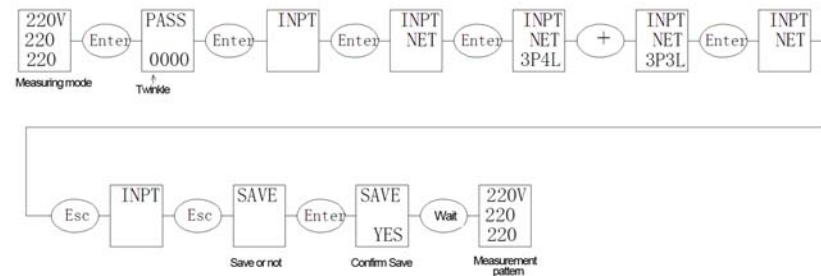 220V
220
220
Measuring mode
Enter
PASS
0000
Twinkle
Enter
INPT
Enter
INPT
NET
Enter
INPT
NET
3P4L
+
INPT
NET
3P3L
Enter
INPT
NET
Esc
INPT
Esc
SAVE
Save or not
Enter
SAVE
YES
Confirm Save
Wait
220V
220
220
Measurement
pattern